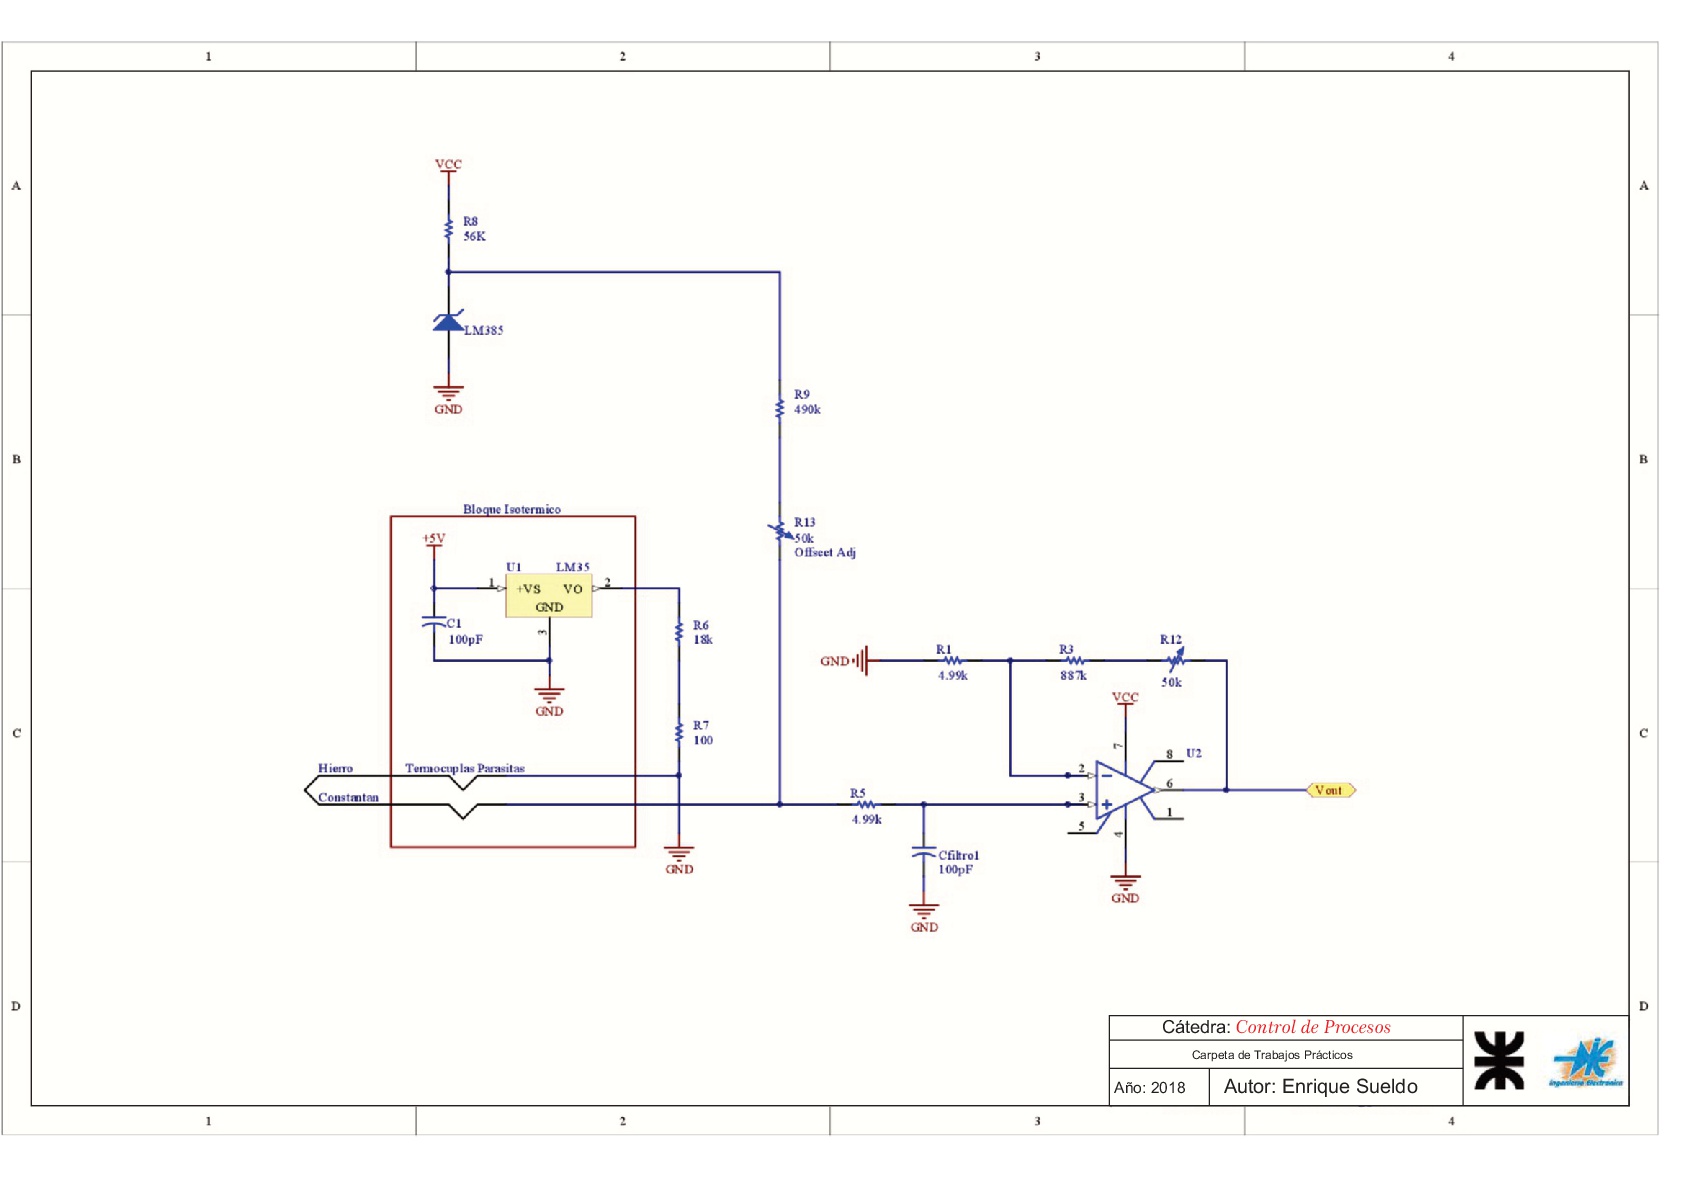 1 2 3 4
A A
VCC
R8
56K
LM385
GND
R9
490k
B B
Bloque Isotermico
R13
50k
Offseet Adj
+5V
U1 LM35
1 +VS VO 2
GND
3
C1
100pF
GND
R6
18k
R7
100
C C
Hierro Termocuplas Parasitas
Constantan
GND
GND
R1
4.99k
R3
887k
R12
50k
VCC
7
8 U2
2
6 Vout
3
1
5
4
GND
R5
4.99k
Cfiltro1
100pF
GND
D D
Cátedra: Control de Procesos
Carpeta de Trabajos Prácticos
Año: 2018 Autor: Enrique Sueldo
Ingeniería Electrónica
1 2 3 4